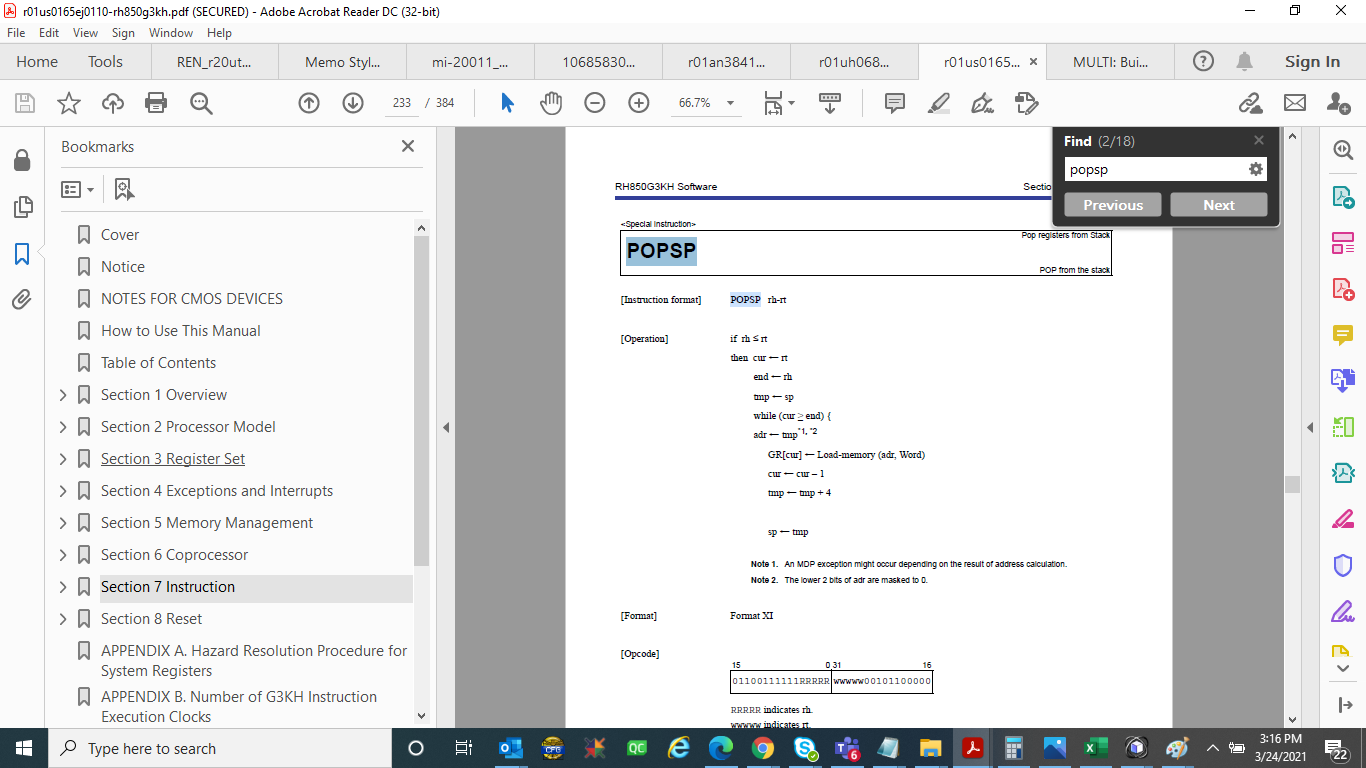 r01us0165ej0110-rh850g3kh.pdf (SECURED) - Adobe Acrobat Reader DC (32-bit)
File Edit View Sign Window Help
Home Tools REN_r20ut... Memo Styl... mi-20011_... 10685830... r01an3841... r01uh068... r01us0165... × MULTI: Bui... Sign In
233 / 384 66.7%
Bookmarks
Cover
Notice
NOTES FOR CMOS DEVICES
How to Use This Manual
Table of Contents
Section 1 Overview
Section 2 Processor Model
Section 3 Register Set
Section 4 Exceptions and Interrupts
Section 5 Memory Management
Section 6 Coprocessor
Section 7 Instruction
Section 8 Reset
APPENDIX A. Hazard Resolution Procedure for
System Registers
APPENDIX B. Number of G3KH Instruction
Execution Clocks
Find (2/18)
popsp
Previous Next
RH850G3KH Software Sectio
<Special instruction>
POPSP
Pop registers from Stack
POP from the stack
[Instruction format] POPSP rh-rt
[Operation] if rh ≤ rt
then cur ← rt
end ← rh
tmp ← sp
while (cur ≥ end) {
adr ← tmp*1, *2
GR[cur] ← Load-memory (adr, Word)
cur ← cur – 1
tmp ← tmp + 4
sp ← tmp
Note 1. An MDP exception might occur depending on the result of address calculation.
Note 2. The lower 2 bits of adr are masked to 0.
[Format] Format XI
[Opcode]
15 0 31 16
01100111111RRRRR wwwww00101100000
RRRRR indicates rh.
wwwww indicates rt.
Type here to search
QC
6
3:16 PM
3/24/2021
22